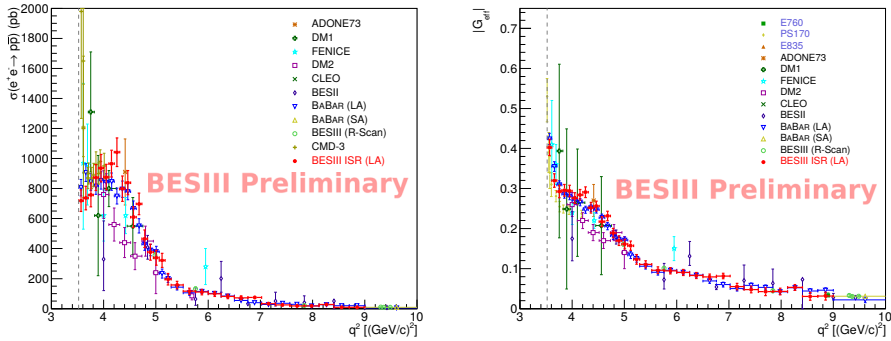 σ(e⁺e⁻→ pp̅) (pb)
2000
1800
1600
1400
1200
1000
800
600
400
200
3 4 5 6 7 8 9 10
q² [(GeV/c)²]
ADONE73
DM1
FENICE
DM2
CLEO
BESII
BABAR (LA)
BABAR (SA)
BESIII (R-Scan)
CMD-3
BESIII ISR (LA)
BESIII Preliminary
|G_eff|
0.7
0.6
0.5
0.4
0.3
0.2
0.1
0
3 4 5 6 7 8 9 10
q² [(GeV/c)²]
E760
PS170
E835
ADONE73
DM1
FENICE
DM2
CLEO
BESII
BABAR (LA)
BABAR (SA)
BESIII (R-Scan)
BESIII ISR (LA)
BESIII Preliminary